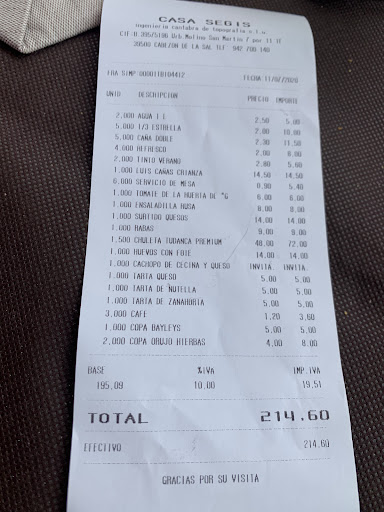 CASA SEGIS
ingenieria cantabra de topografia s.l.u.
CIF-B 39575186 Urb Molino San Martin 7 por 11 1E
39500 CABEZON DE LA SAL TLF 942 700 148
FRA SIMP 00001TB104412 FECHA 11/02/2020
UNID DESCRIPCION PRECIO IMPORTE
2,000 AGUA 1 L 2.50 5.00
5,000 1/3 ESTRELLA 2.00 10.00
5,000 CAÑA DOBLE 2.30 11.50
4,000 REFRESCO 2.00 8.00
2,000 TINTO VERANO 2.80 5.60
1,000 LUIS CAÑAS CRIANZA 14.50 14.50
6,000 SERVICIO DE MESA 0.90 5.40
1,000 TOMATE DE LA HUERTA DE "G 6.00 6.00
1,000 ENSALADILLA RUSA 8.00 8.00
1,000 SURTIDO QUESOS 14.00 14.00
1,000 RABAS 9.00 9.00
1,500 CHULETA TUDANCA PREMIUM 48.00 72.00
1,000 HUEVOS CON FOIE 14.00 14.00
1,000 CACHOPO DE CECINA Y QUESO INVITA INVITA
1,000 TARTA QUESO 5.00 5.00
1,000 TARTA DE NUTELLA 5.00 5.00
1,000 TARTA DE ZANAHORIA 5.00 5.00
3,000 CAFE 1.20 3.60
1,000 COPA BAYLEYS 5.00 5.00
2,000 COPA ORUJO HIERBAS 4.00 8.00
BASE %IVA IMP.IVA
195.09 10.00 19.51
TOTAL 214.60
EFECTIVO 214.60
GRACIAS POR SU VISITA